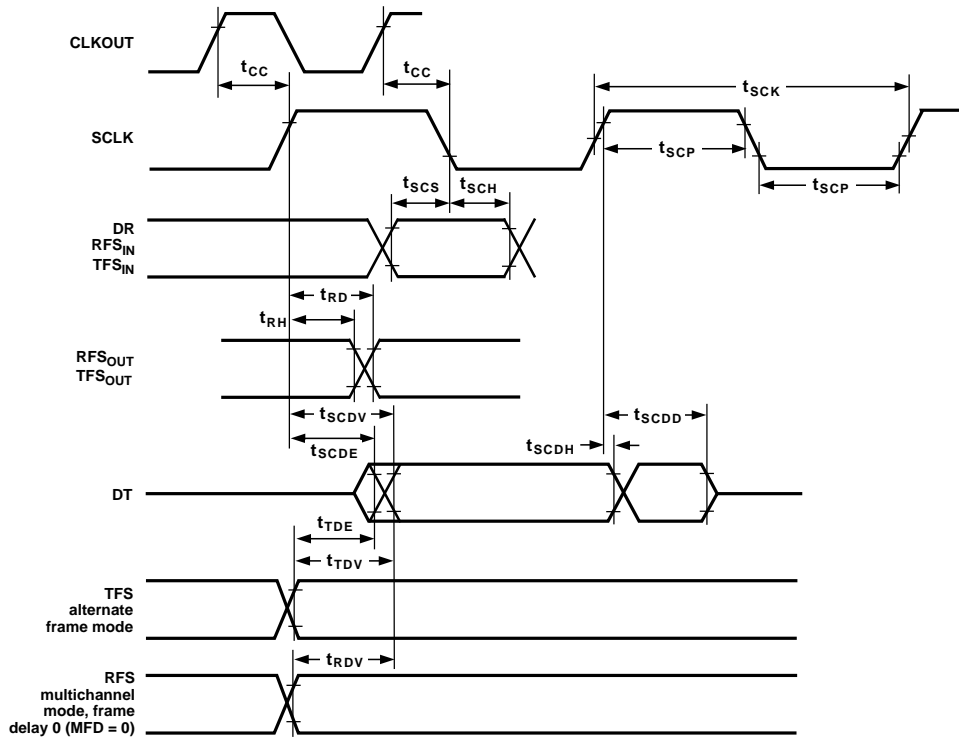 CLKOUT
tCC
tCC
tSCK
SCLK
tSCP
tSCP
tSCS
tSCH
DR
RFSIN
TFSIN
tRD
tRH
RFSOUT
TFSOUT
tSCDV
tSCDD
tSCDE
tSCDH
DT
tTDE
tTDV
TFS
alternate
frame mode
tRDV
RFS
multichannel
mode, frame
delay 0 (MFD = 0)